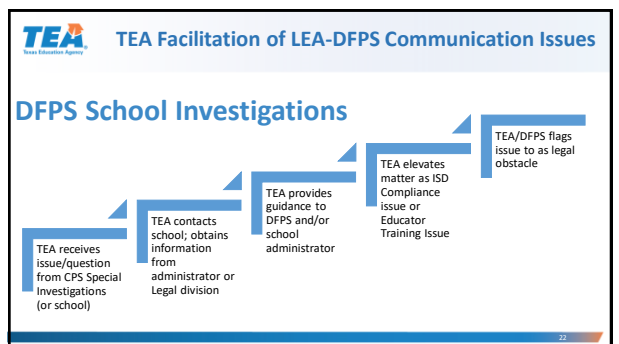 TEA
Texas Education Agency
TEA Facilitation of LEA-DFPS Communication Issues
DFPS School Investigations
TEA receives
issue/question
from CPS Special
Investigations
(or school)
TEA contacts
school; obtains
information
from
administrator or
Legal division
TEA provides
guidance to
DFPS and/or
school
administrator
TEA elevates
matter as ISD
Compliance
issue or
Educator
Training Issue
TEA/DFPS flags
issue to as legal
obstacle
22